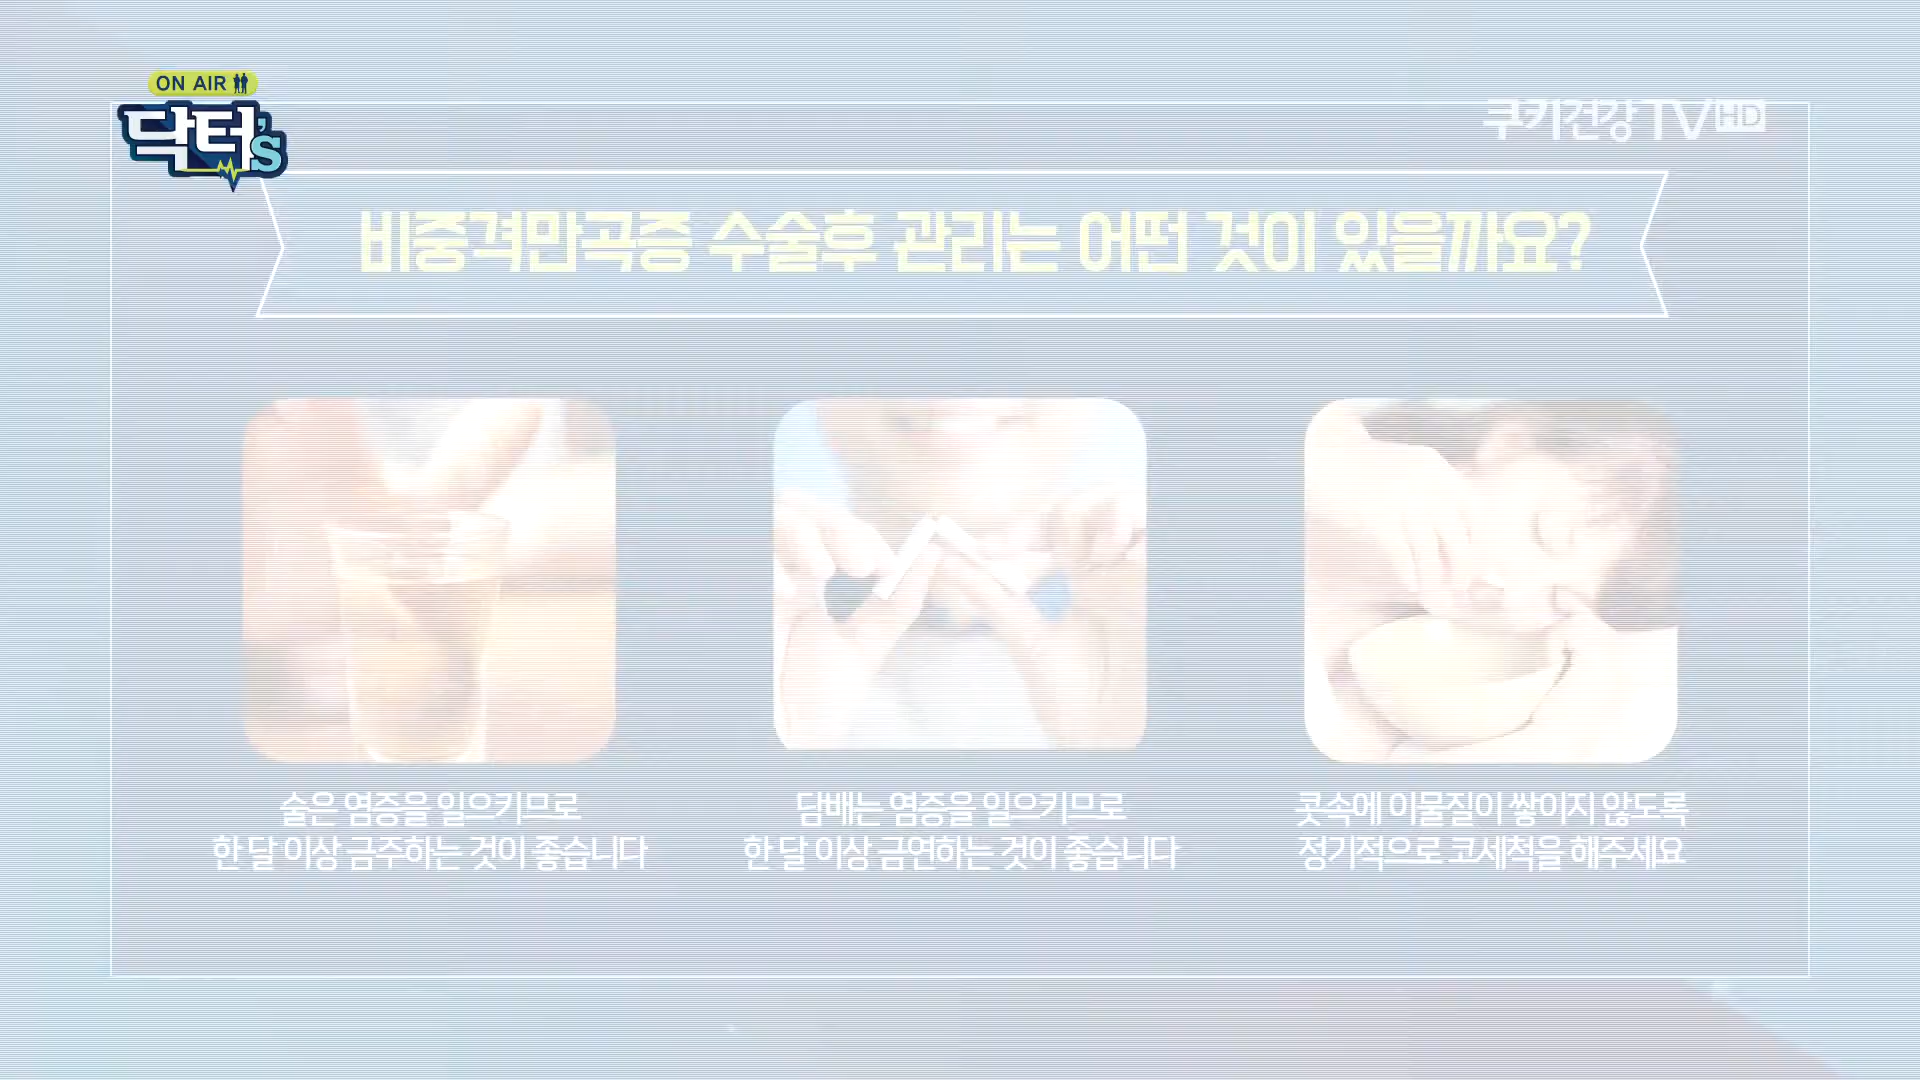 ON AIR
닥터's
쿠키건강TV HD
비중격만곡증 수술후 관리는 어떤 것이 있을까요?
술은 염증을 일으키므로
한 달 이상 금주하는 것이 좋습니다
담배는 염증을 일으키므로
한 달 이상 금연하는 것이 좋습니다
콧속에 이물질이 쌓이지 않도록
정기적으로 코세척을 해주세요